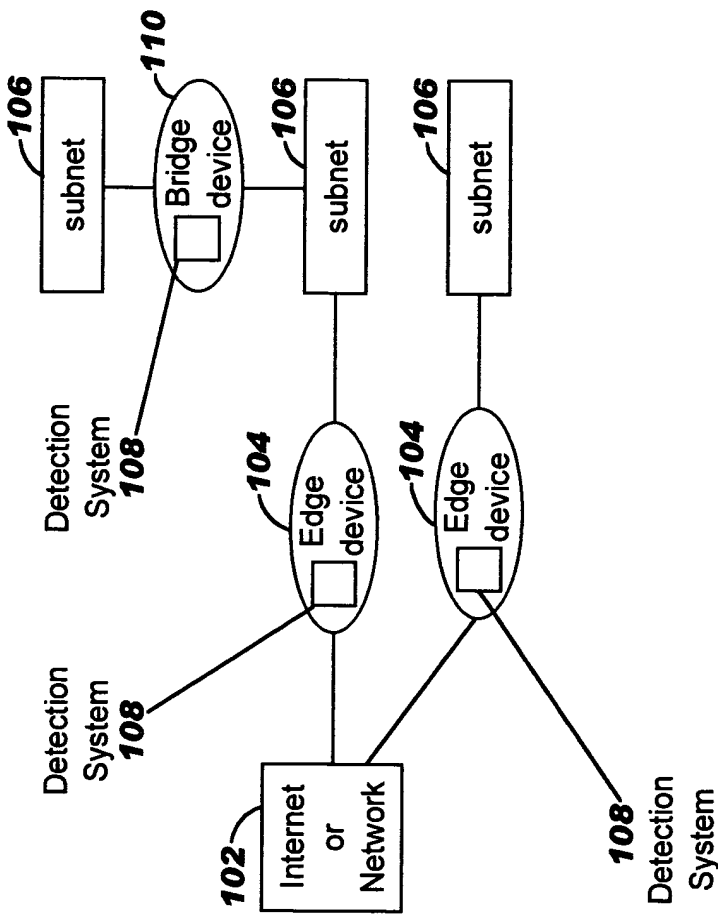 106
subnet
110
Bridge
device
106
subnet
106
subnet
Detection
System
108
104
Edge
device
104
Edge
device
Detection
System
108
102
Internet
or
Network
108
Detection
System